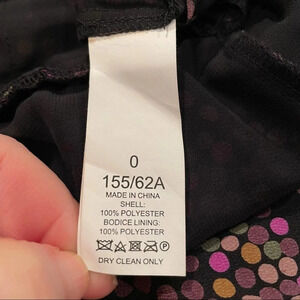 0
155/62A
MADE IN CHINA
SHELL:
100% POLYESTER
BODICE LINING:
100% POLYESTER
DRY CLEAN ONLY